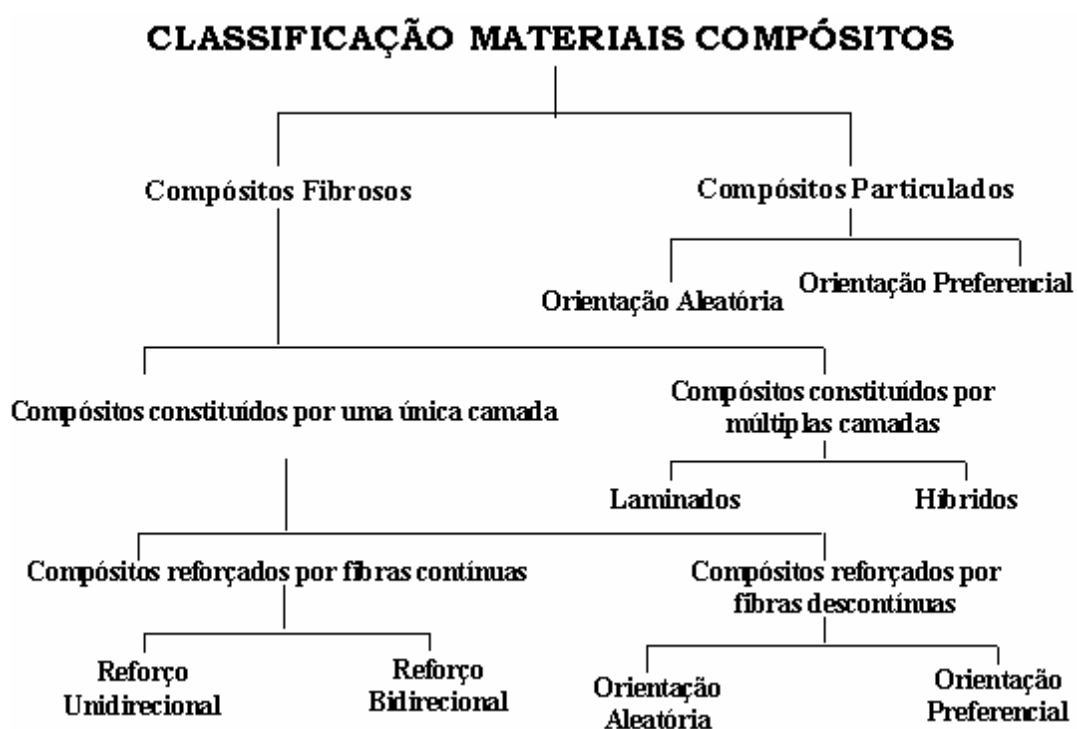 CLASSIFICAÇÃO MATERIAIS COMPÓSITOS
Compósitos Fibrosos
Compósitos Particulados
Orientação Aleatória
Orientação Preferencial
Compósitos constituídos por uma única camada
Compósitos constituídos por
múltiplas camadas
Laminados
Híbridos
Compósitos reforçados por fibras contínuas
Compósitos reforçados por
fibras descontínuas
Reforço
Unidirecional
Reforço
Bidirecional
Orientação
Aleatória
Orientação
Preferencial